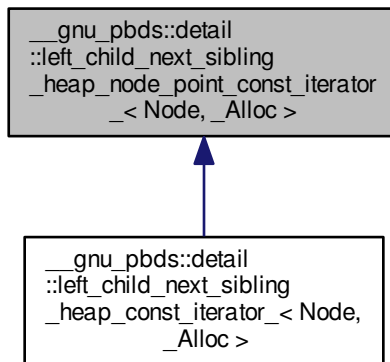 __gnu_pbds::detail
::left_child_next_sibling
_heap_node_point_const_iterator
_< Node, _Alloc >
__gnu_pbds::detail
::left_child_next_sibling
_heap_const_iterator_< Node,
_Alloc >